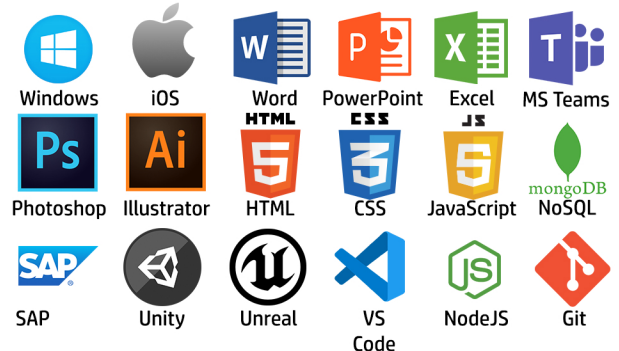 W P X T
Windows iOS Word PowerPoint Excel MS Teams
HTML CSS JS
Ps Ai 5 3 5 mongoDB
Photoshop Illustrator HTML CSS JavaScript NoSQL
SAP JS
SAP Unity Unreal VS NodeJS Git
Code